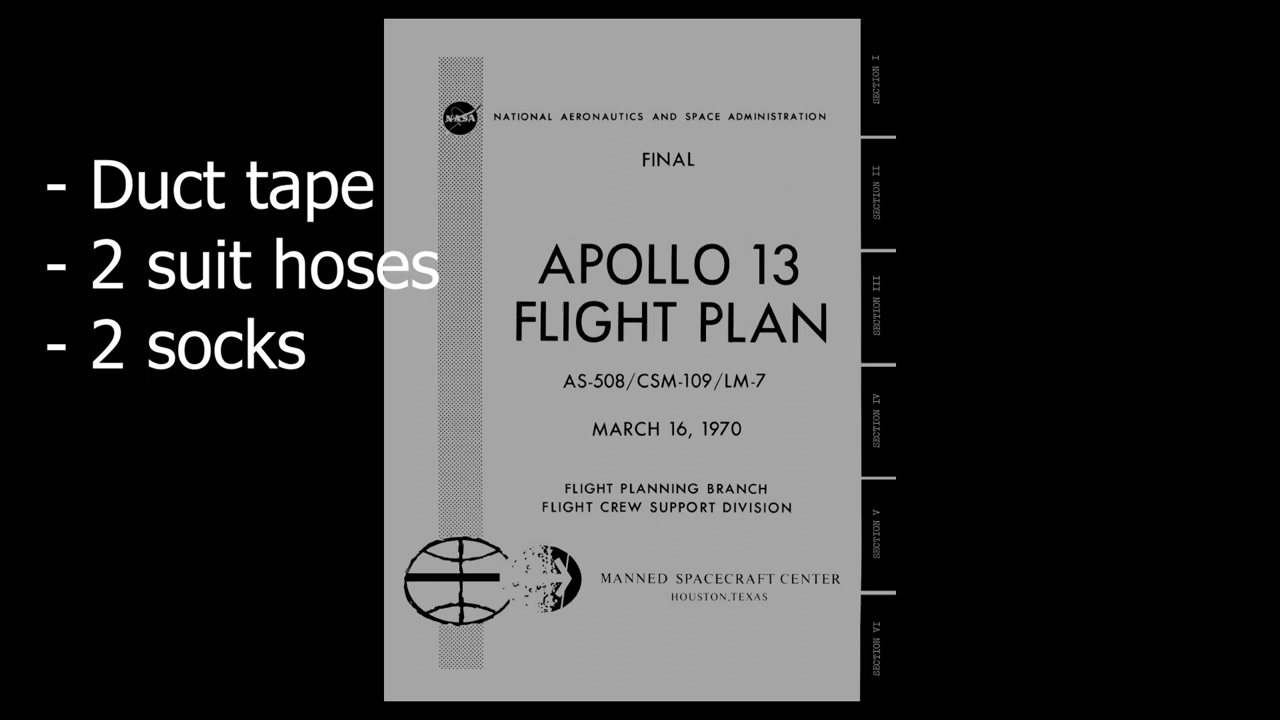 - Duct tape
- 2 suit hoses
- 2 socks
NASA
NATIONAL AERONAUTICS AND SPACE ADMINISTRATION
FINAL
APOLLO 13
FLIGHT PLAN
AS-508/CSM-109/LM-7
MARCH 16, 1970
FLIGHT PLANNING BRANCH
FLIGHT CREW SUPPORT DIVISION
MANNED SPACECRAFT CENTER
HOUSTON,TEXAS
SECTION I
SECTION II
SECTION III
SECTION IV
SECTION V
SECTION VI